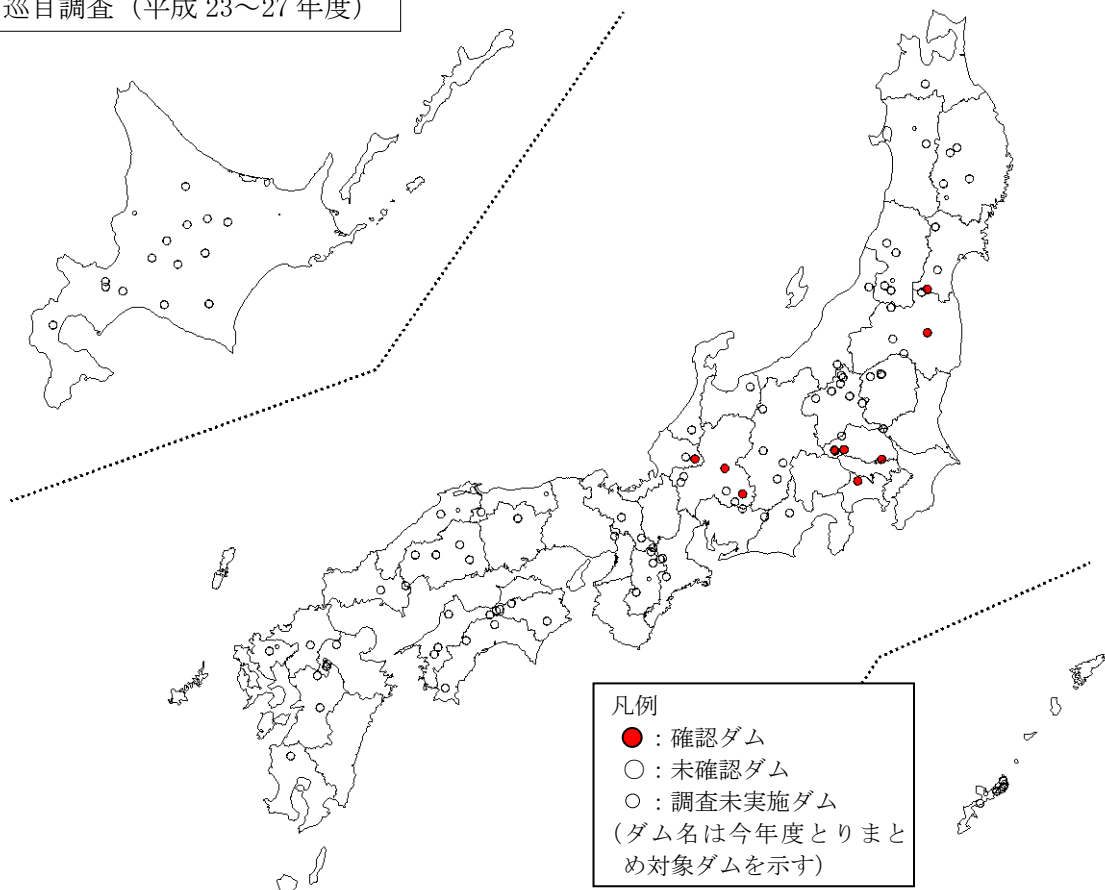 巡目調査（平成 23～27 年度）
凡例
：確認ダム
○：未確認ダム
○：調査未実施ダム
(ダム名は今年度とりまと
め対象ダムを示す)